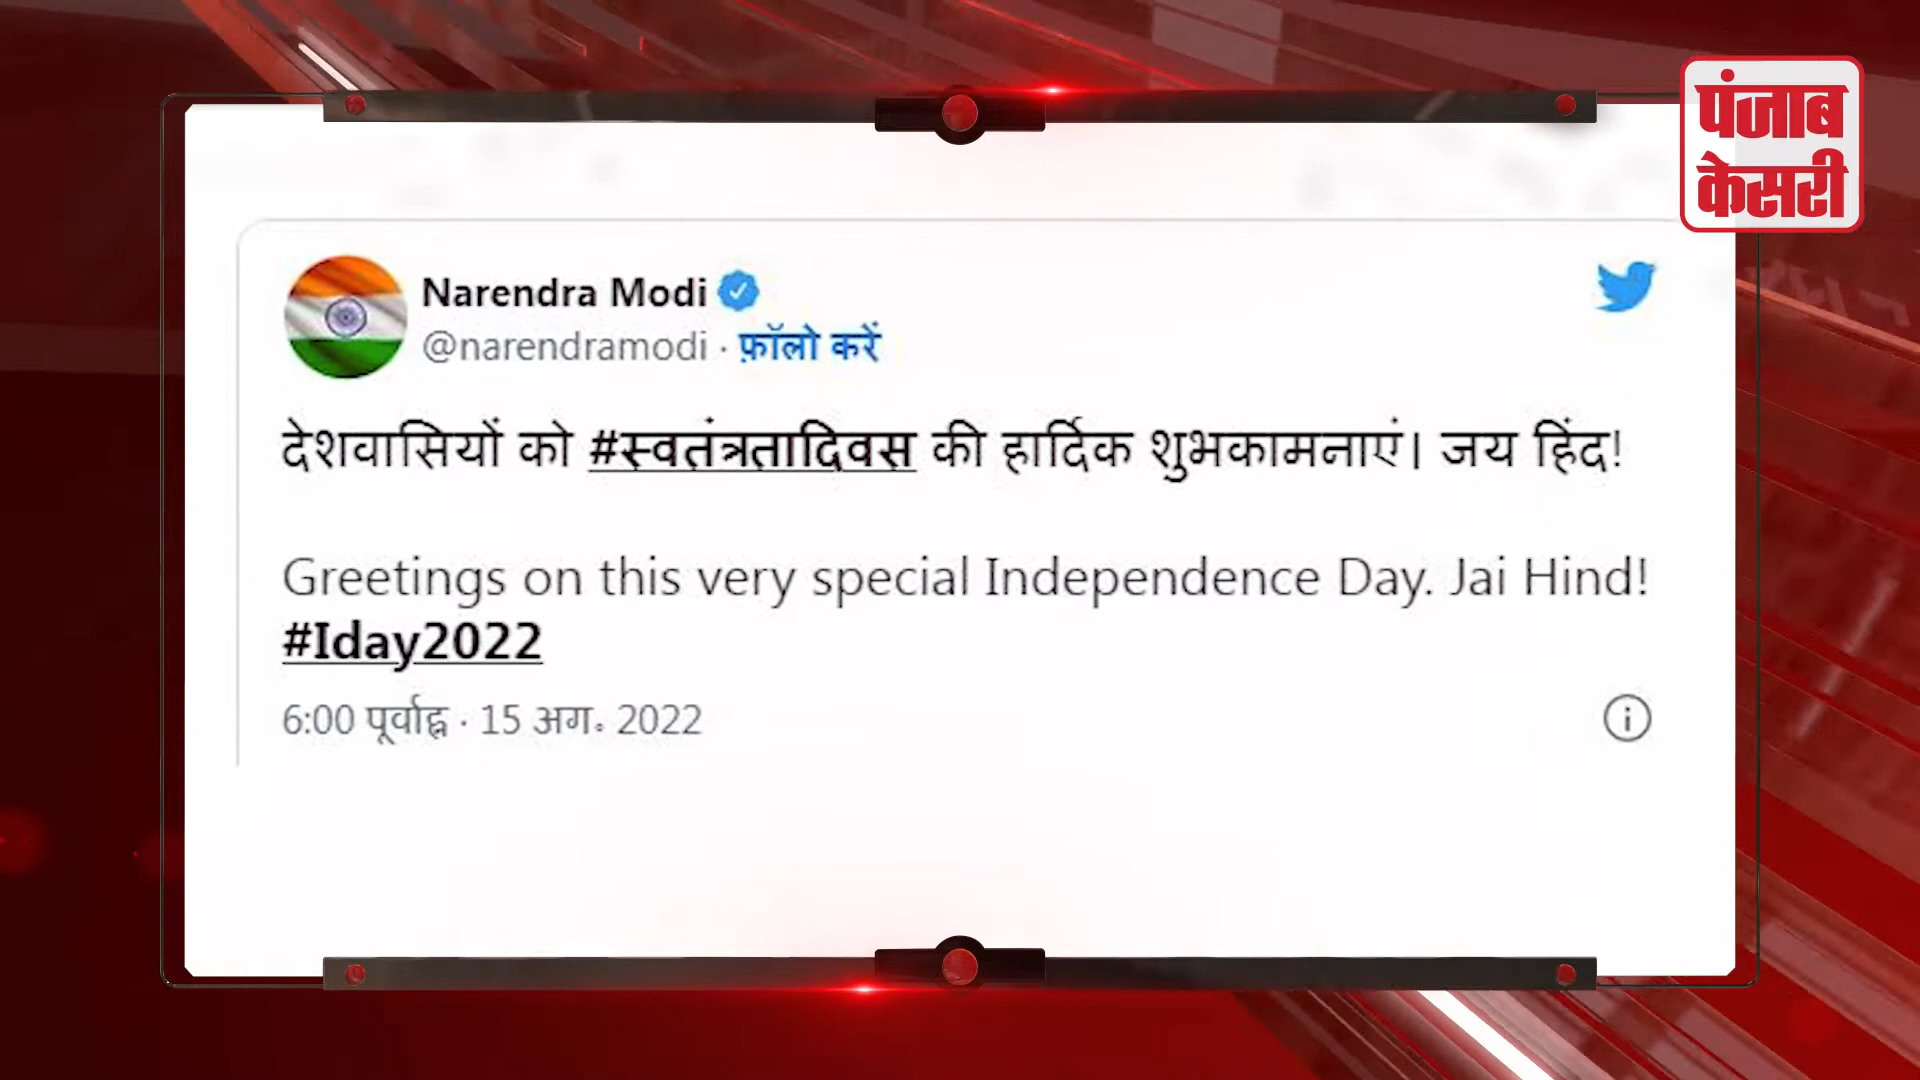 पंजाब
केसरी
Narendra Modi
@narendramodi · फ़ॉलो करें
देशवासियों को #स्वतंत्रतादिवस की हार्दिक शुभकामनाएं। जय हिंद!
Greetings on this very special Independence Day. Jai Hind!
#Iday2022
6:00 पूर्वाह्न · 15 अग॰ 2022